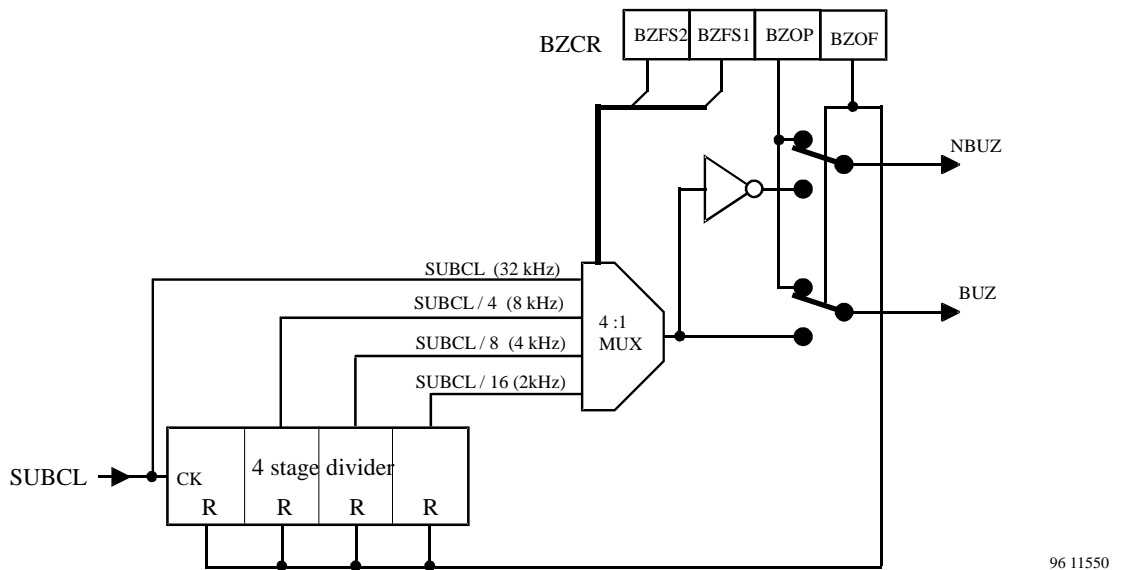 BZCR
BZFS2 BZFS1 BZOP BZOF
NBUZ
SUBCL (32 kHz)
SUBCL / 4 (8 kHz)
BUZ
4 :1
MUX
SUBCL / 8 (4 kHz)
SUBCL / 16 (2kHz)
4 stage divider
SUBCL
CK
R R R R
96 11550